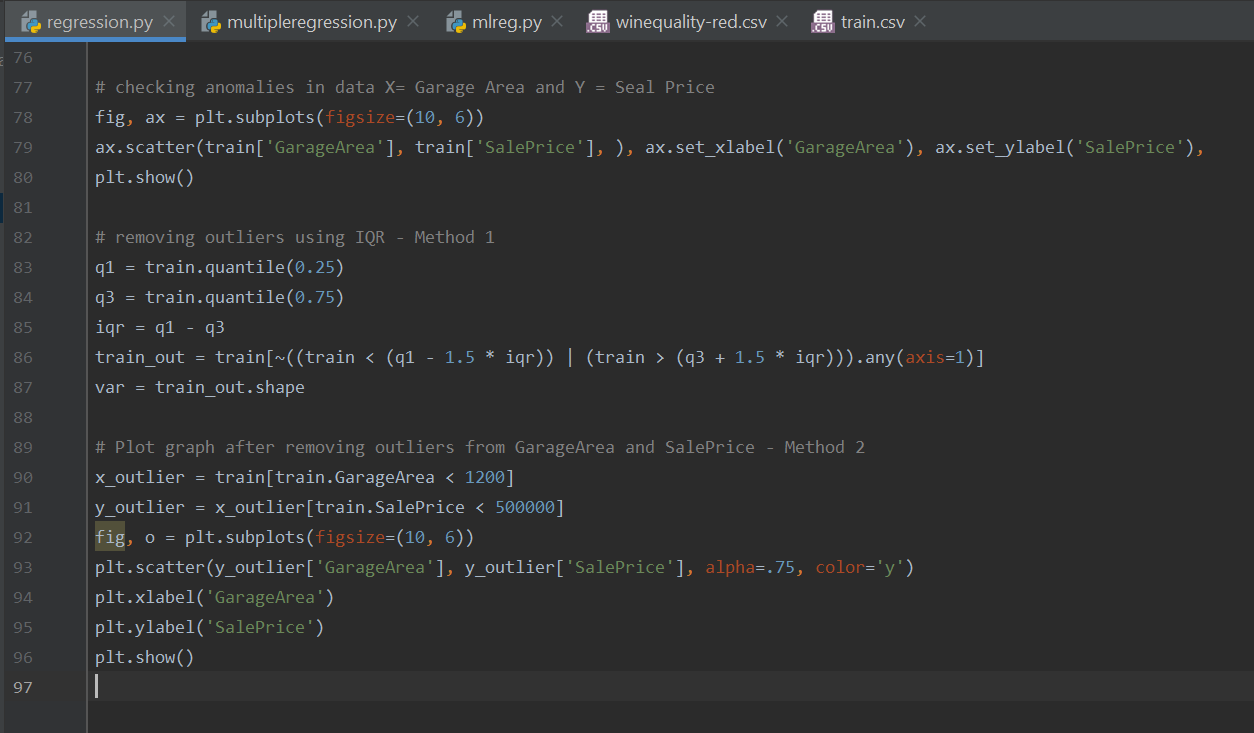 regression.py multipleregression.py mlreg.py winequality-red.csv train.csv
76
77 # checking anomalies in data X= Garage Area and Y = Seal Price
78 fig, ax = plt.subplots(figsize=(10, 6))
79 ax.scatter(train['GarageArea'], train['SalePrice'], ), ax.set_xlabel('GarageArea'), ax.set_ylabel('SalePrice'),
80 plt.show()
81
82 # removing outliers using IQR - Method 1
83 q1 = train.quantile(0.25)
84 q3 = train.quantile(0.75)
85 iqr = q1 - q3
86 train_out = train[~((train < (q1 - 1.5 * iqr)) | (train > (q3 + 1.5 * iqr))).any(axis=1)]
87 var = train_out.shape
88
89 # Plot graph after removing outliers from GarageArea and SalePrice - Method 2
90 x_outlier = train[train.GarageArea < 1200]
91 y_outlier = x_outlier[train.SalePrice < 500000]
92 fig, o = plt.subplots(figsize=(10, 6))
93 plt.scatter(y_outlier['GarageArea'], y_outlier['SalePrice'], alpha=.75, color='y')
94 plt.xlabel('GarageArea')
95 plt.ylabel('SalePrice')
96 plt.show()
97